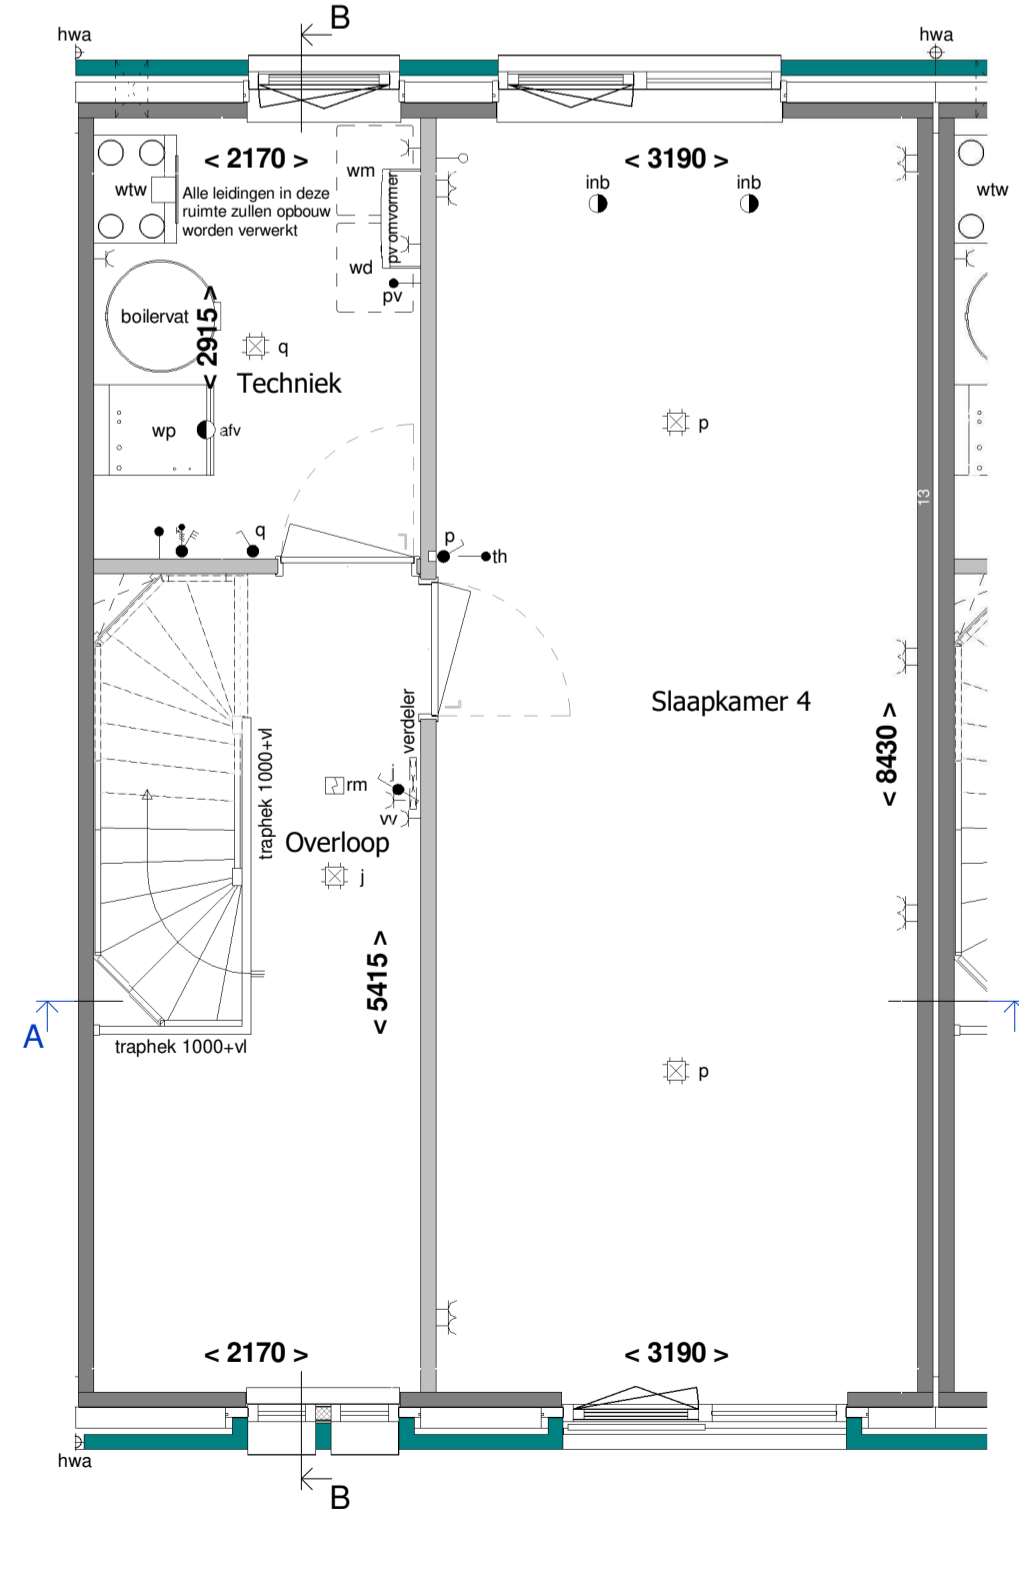 B
hwa
hwa
< 2170 >
< 3190 >
wm
wtw
Alle leidingen in deze
ruimte zullen opbouw
worden verwerkt
pv omvormer
inb
inb
wtw
wd
pv
boilervat
< 2915 >
q
Techniek
wp
afv
p
13
q
p
th
Slaapkamer 4
verdeler
< 8430 >
traphek 1000+vl
j
rm
vv
Overloop
j
< 5415 >
A
traphek 1000+vl
p
< 2170 >
< 3190 >
hwa
B